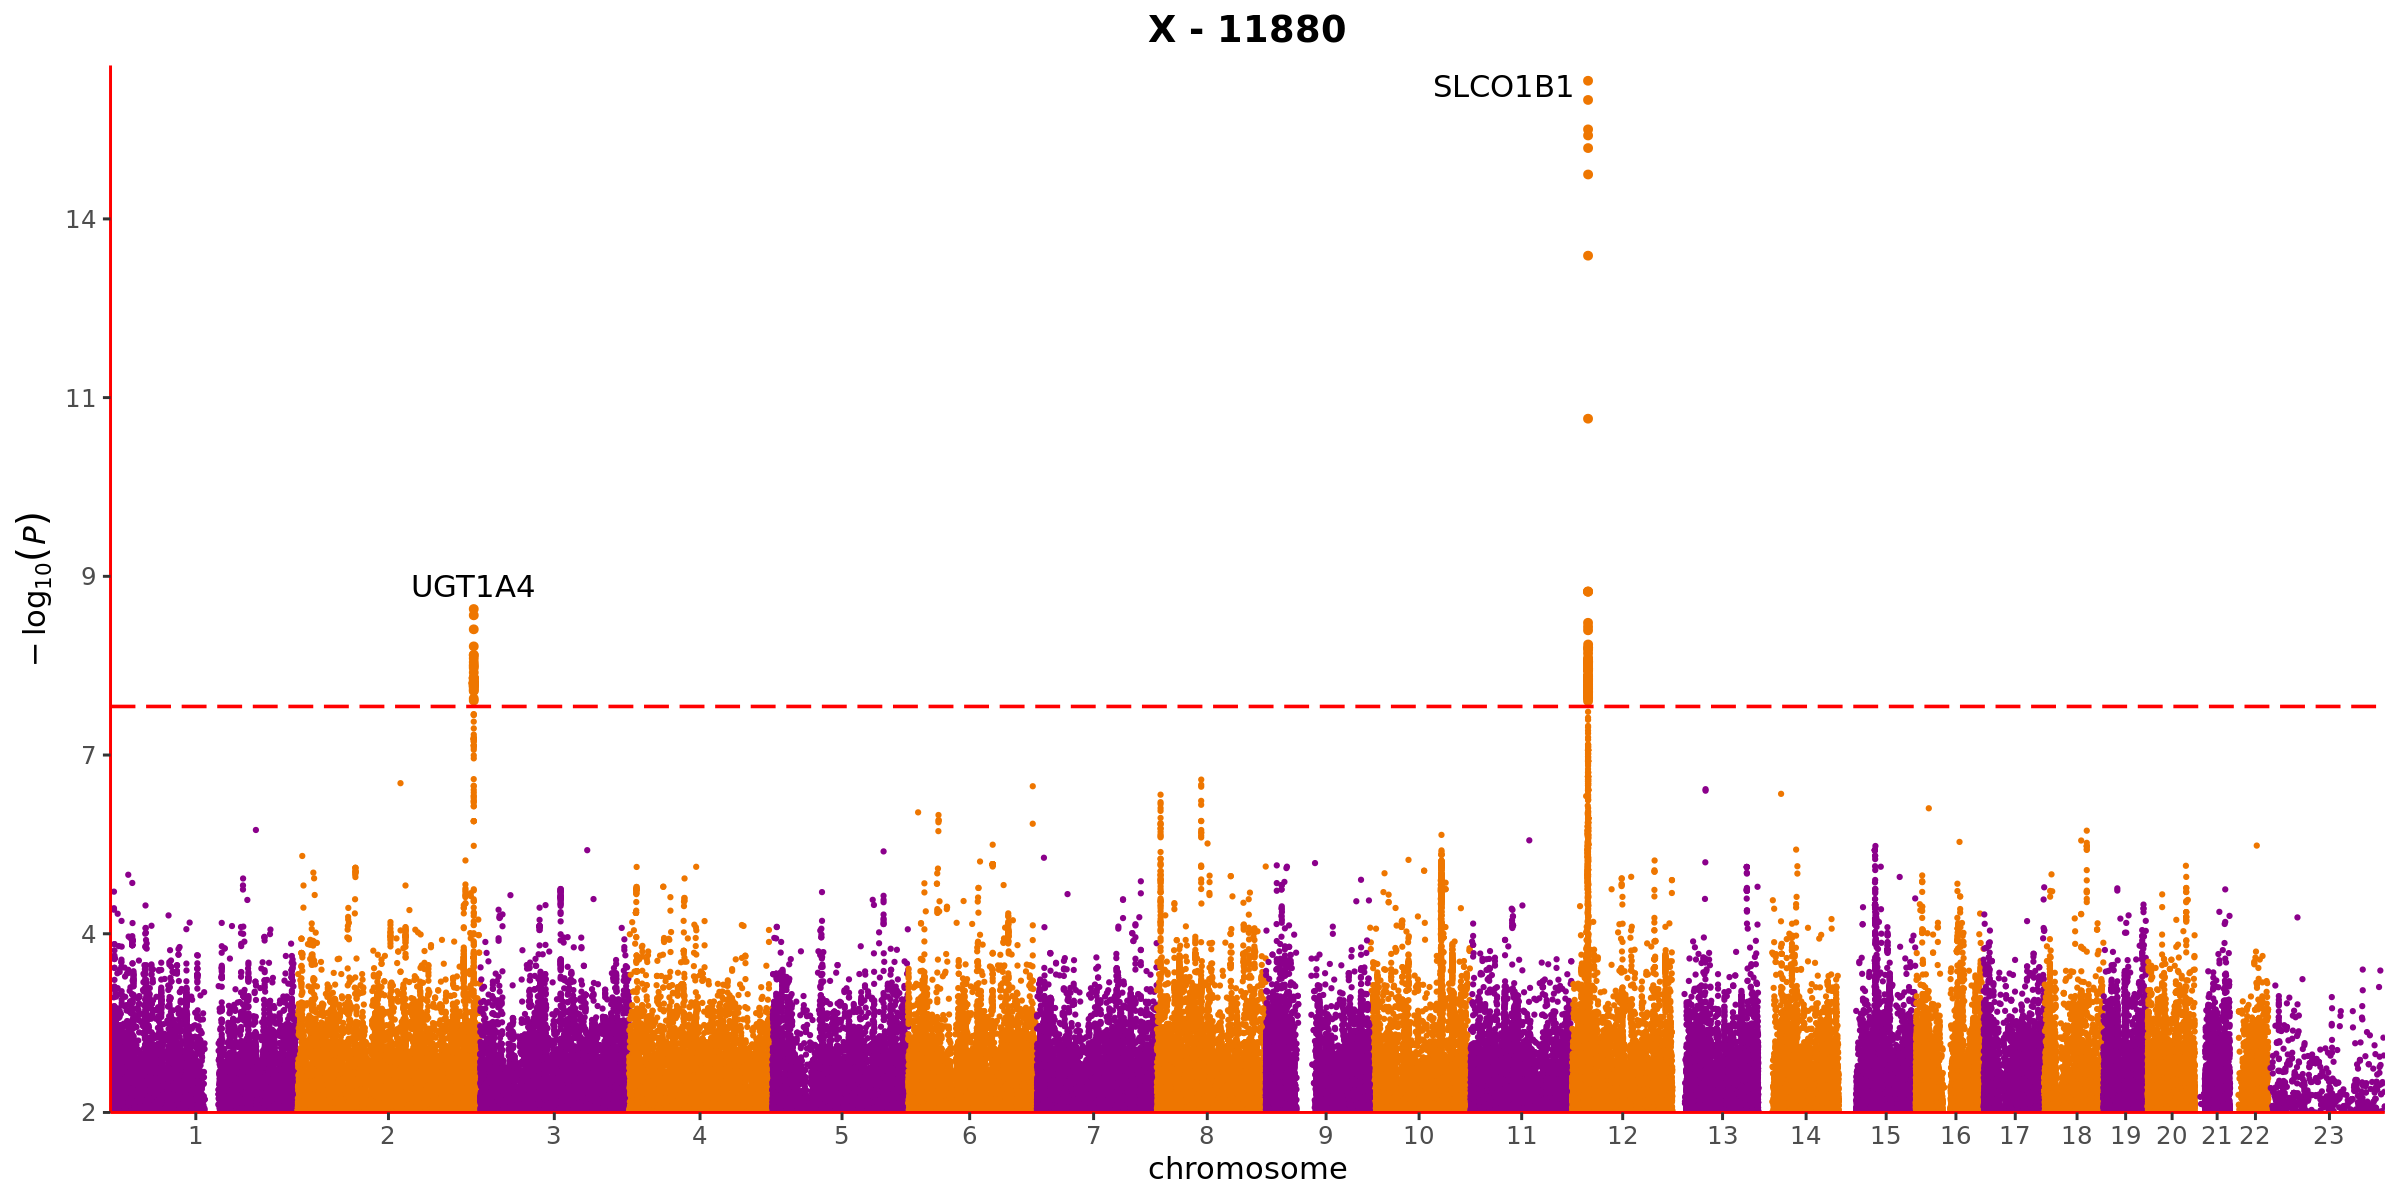 X - 11880
SLCO1B1
UGT1A4
14
11
9
7
4
2
− log10(P)
1 2 3 4 5 6 7 8 9 10 11 12 13 14 15 16 17 18 19 20 21 22 23
chromosome